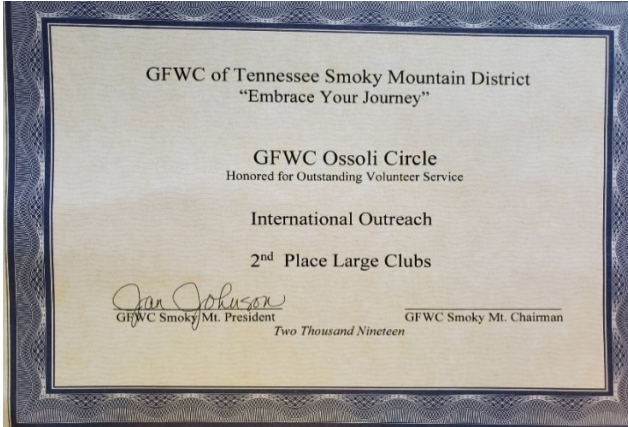 GFWC of Tennessee Smoky Mountain District
“Embrace Your Journey”
GFWC Ossoli Circle
Honored for Outstanding Volunteer Service
International Outreach
2nd Place Large Clubs
Jan Johnson
GFWC Smoky Mt. President
GFWC Smoky Mt. Chairman
Two Thousand Nineteen